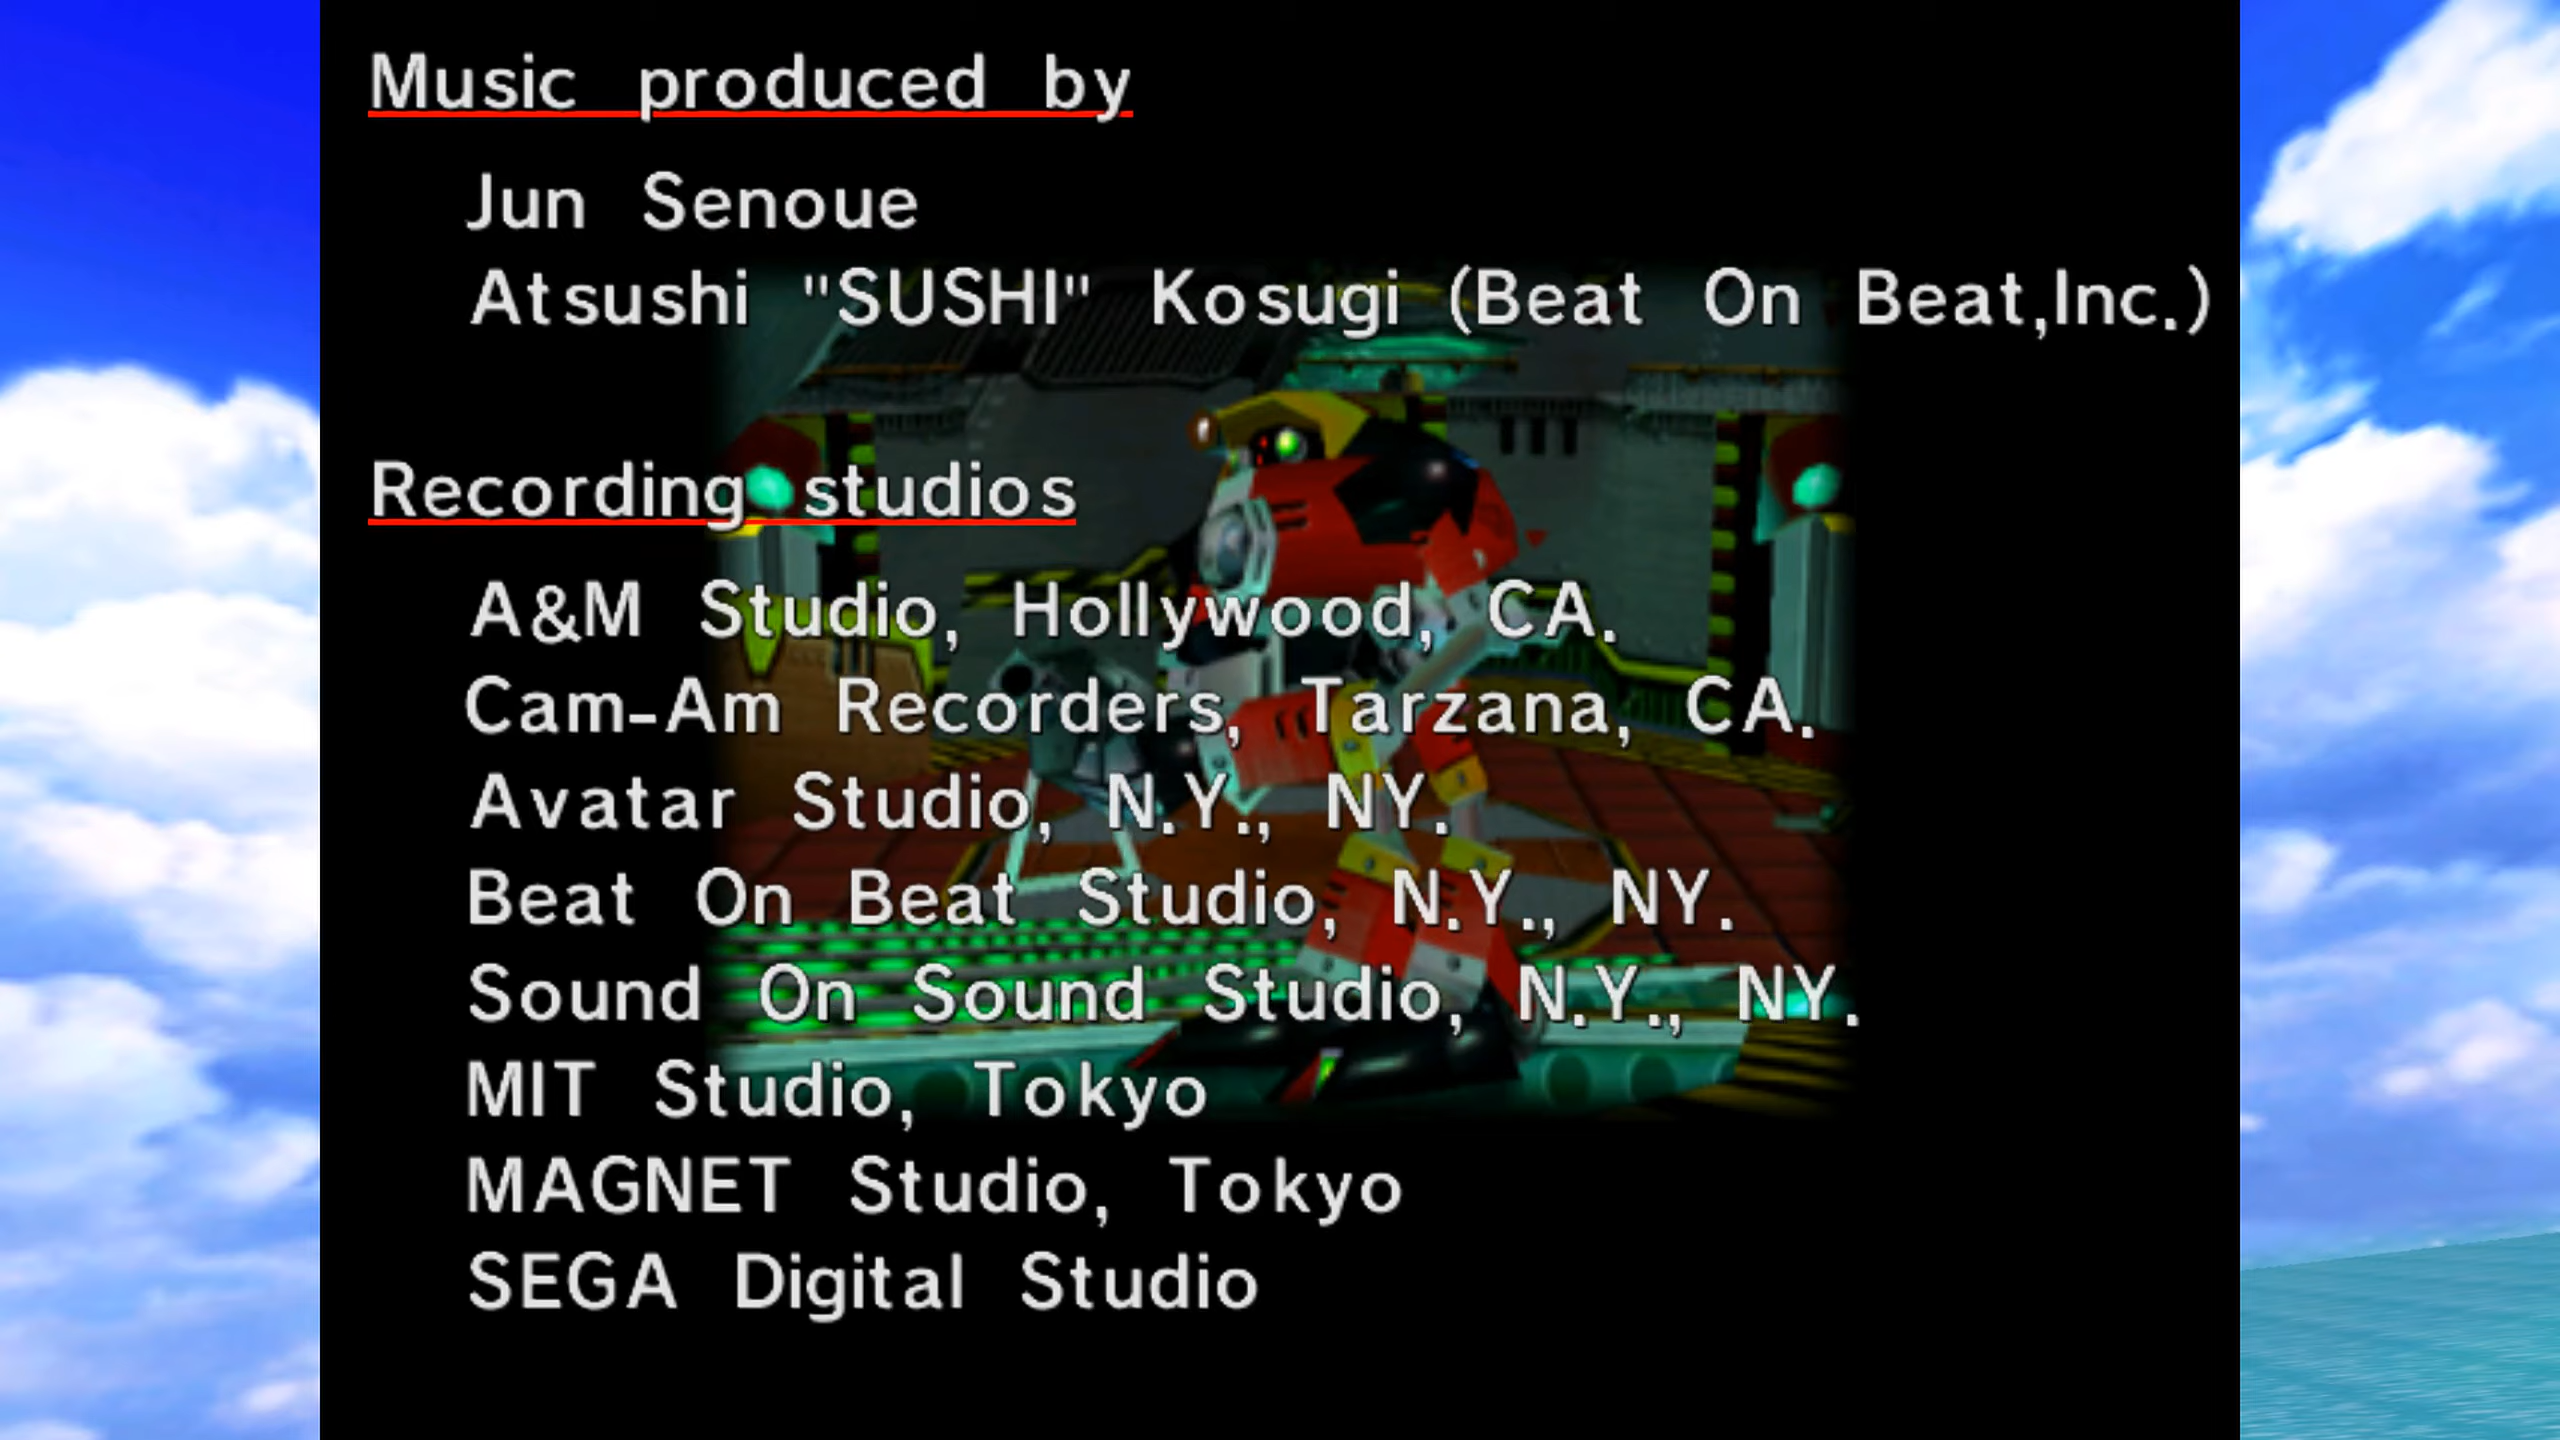 Music produced by
Jun Senoue
Atsushi "SUSHI" Kosugi (Beat On Beat,Inc.)
Recording studios
A&M Studio, Hollywood, CA.
Cam-Am Recorders, Tarzana, CA.
Avatar Studio, N.Y., NY.
Beat On Beat Studio, N.Y., NY.
Sound On Sound Studio, N.Y., NY.
MIT Studio, Tokyo
MAGNET Studio, Tokyo
SEGA Digital Studio